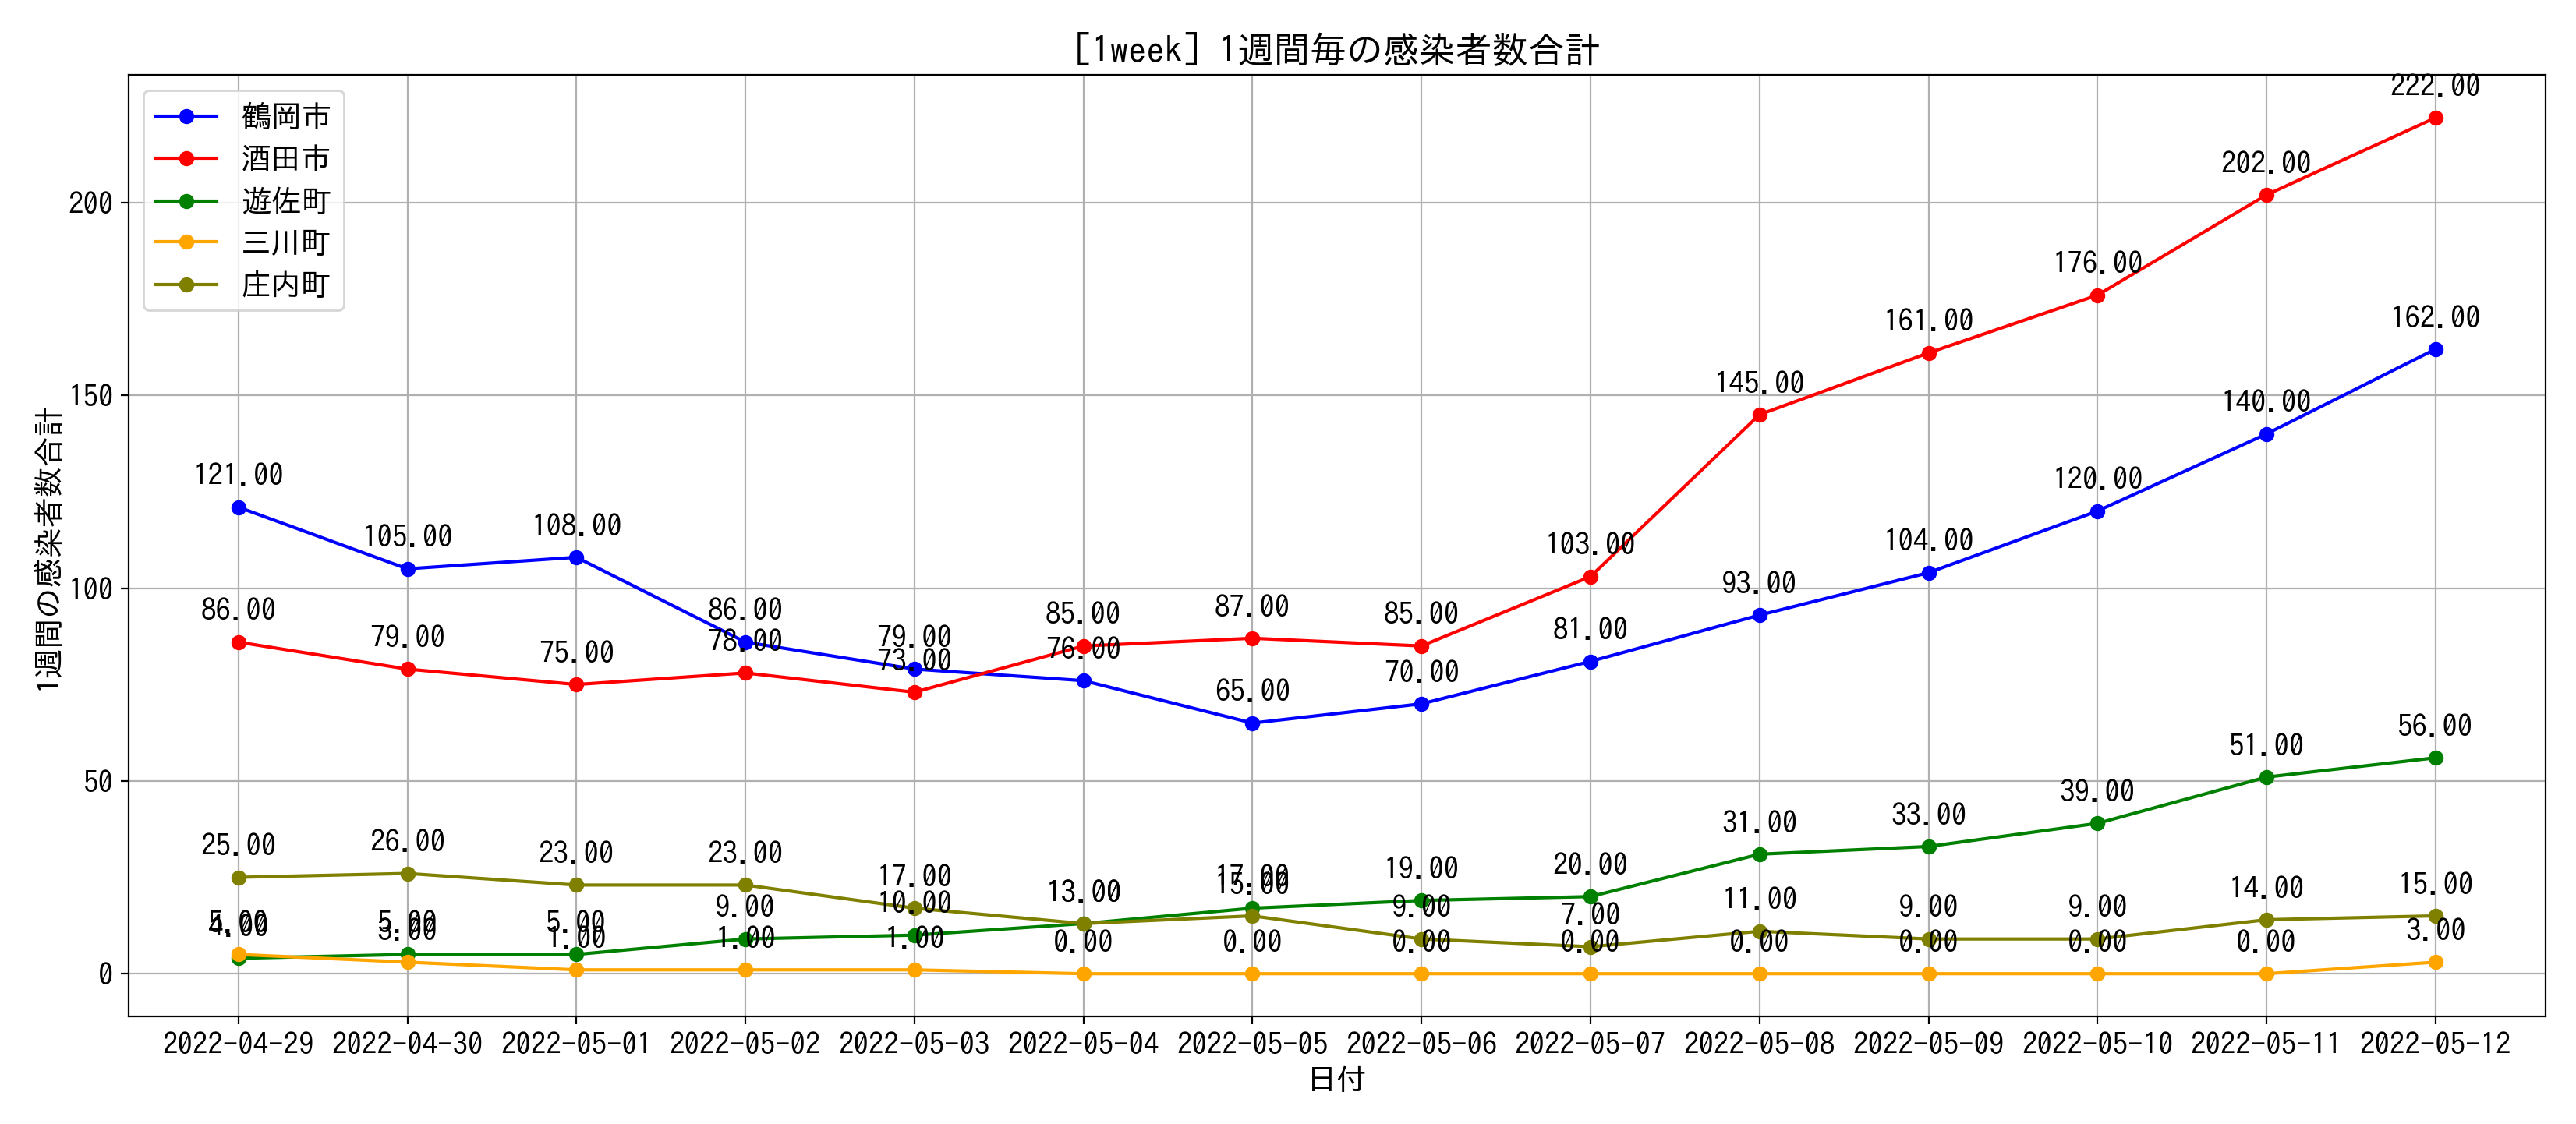 [1week] 1週間毎の感染者数合計
鶴岡市
酒田市
遊佐町
三川町
庄内町
1週間の感染者数合計
200
150
100
50
0
121.00 105.00 108.00 86.00 79.00 76.00 65.00 70.00 81.00 93.00 104.00 120.00 140.00 162.00
86.00 79.00 75.00 78.00 73.00 85.00 87.00 85.00 103.00 145.00 161.00 176.00 202.00 222.00
4.00 5.00 5.00 9.00 10.00 13.00 17.00 19.00 20.00 31.00 33.00 39.00 51.00 56.00
5.00 3.00 1.00 1.00 1.00 0.00 0.00 0.00 0.00 0.00 0.00 0.00 0.00 3.00
25.00 26.00 23.00 23.00 17.00 13.00 15.00 9.00 7.00 11.00 9.00 9.00 14.00 15.00
2022-04-29 2022-04-30 2022-05-01 2022-05-02 2022-05-03 2022-05-04 2022-05-05 2022-05-06 2022-05-07 2022-05-08 2022-05-09 2022-05-10 2022-05-11 2022-05-12
日付